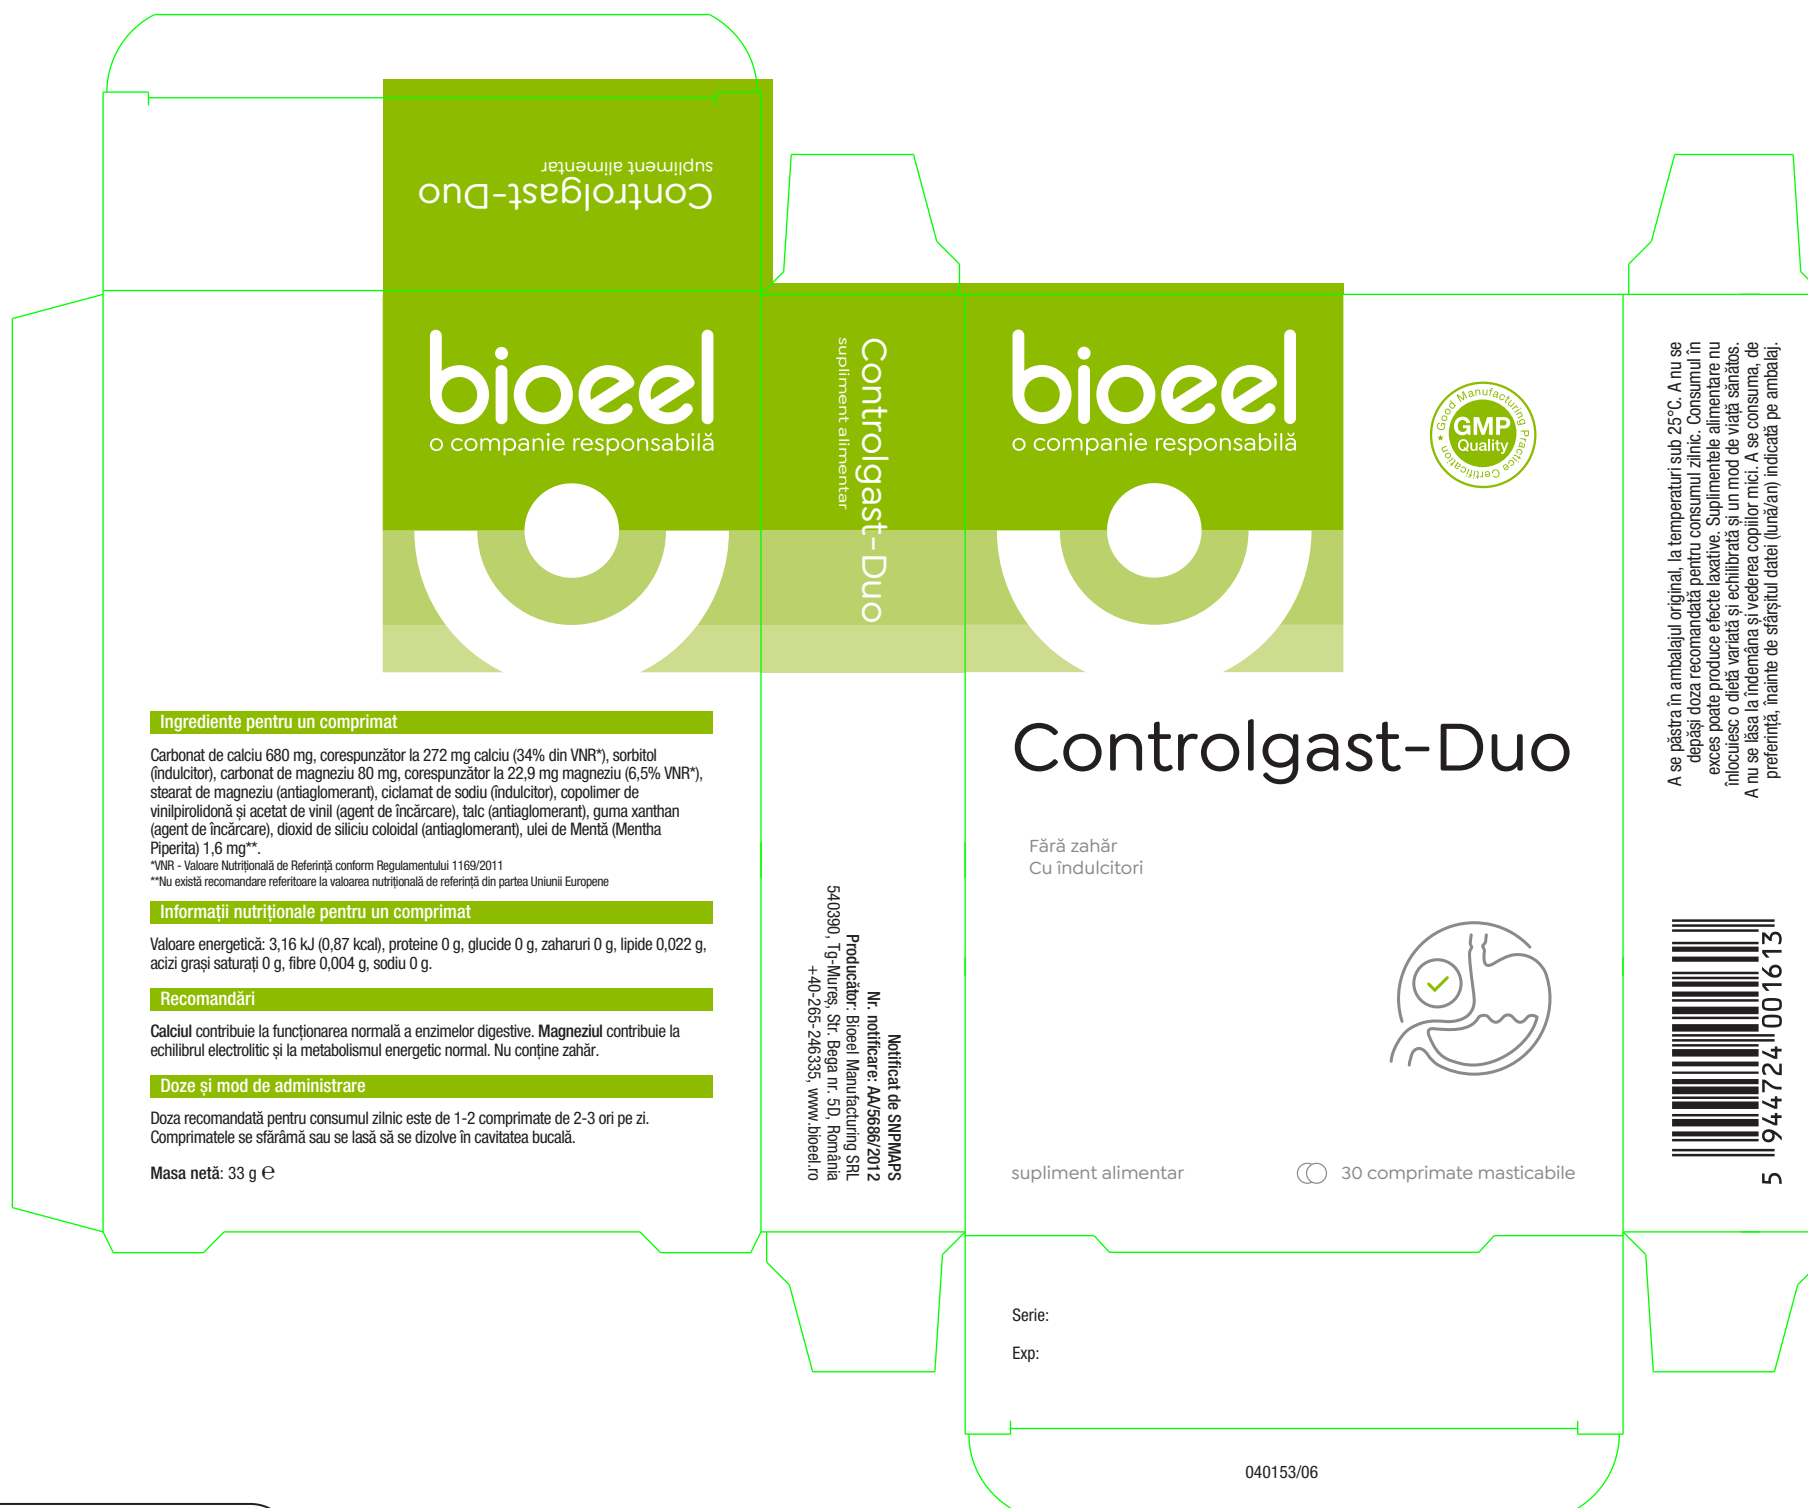 Controlgast-Duo
supliment alimentar
bioeel
o companie responsabilă
Ingrediente pentru un comprimat
Carbonat de calciu 680 mg, corespunzător la 272 mg calciu (34% din VNR*), sorbitol
(îndulcitor), carbonat de magneziu 80 mg, corespunzător la 22,9 mg magneziu (6,5% VNR*),
stearat de magneziu (antiaglomerant), ciclamat de sodiu (îndulcitor), copolimer de
vinilpirolidonă și acetat de vinil (agent de încărcare), talc (antiaglomerant), guma xanthan
(agent de încărcare), dioxid de siliciu coloidal (antiaglomerant), ulei de Mentă (Mentha
Piperita) 1,6 mg**.
*VNR - Valoare Nutrițională de Referință conform Regulamentului 1169/2011
**Nu există recomandare referitoare la valoarea nutrițională de referință din partea Uniunii Europene
Informații nutriționale pentru un comprimat
Valoare energetică: 3,16 kJ (0,87 kcal), proteine 0 g, glucide 0 g, zaharuri 0 g, lipide 0,022 g,
acizi grași saturați 0 g, fibre 0,004 g, sodiu 0 g.
Recomandări
Calciul contribuie la funcționarea normală a enzimelor digestive. Magneziul contribuie la
echilibrul electrolitic și la metabolismul energetic normal. Nu conține zahăr.
Doze și mod de administrare
Doza recomandată pentru consumul zilnic este de 1-2 comprimate de 2-3 ori pe zi.
Comprimatele se sfărâmă sau se lasă să se dizolve în cavitatea bucală.
Masa netă: 33 g ℮
Controlgast-Duo
supliment alimentar
Notificat de SNPMAPS
Nr. notificare: AA/5686/2012
Producător: Bioeel Manufacturing SRL
540390, Tg-Mureș, Str. Bega nr. 5D, România
+40-265-246335, www.bioeel.ro
bioeel
o companie responsabilă
Good Manufacturing Practice Certification
GMP
Quality
Controlgast-Duo
Fără zahăr
Cu îndulcitori
supliment alimentar
30 comprimate masticabile
Serie:
Exp:
040153/06
A se păstra în ambalajul original, la temperaturi sub 25°C. A nu se
depăși doza recomandată pentru consumul zilnic. Consumul în
exces poate produce efecte laxative. Suplimentele alimentare nu
înlocuiesc o dietă variată și echilibrată și un mod de viață sănătos.
A nu se lăsa la îndemâna și vederea copiilor mici. A se consuma, de
preferință, înainte de sfârșitul datei (lună/an) indicată pe ambalaj.
5 944724 001613